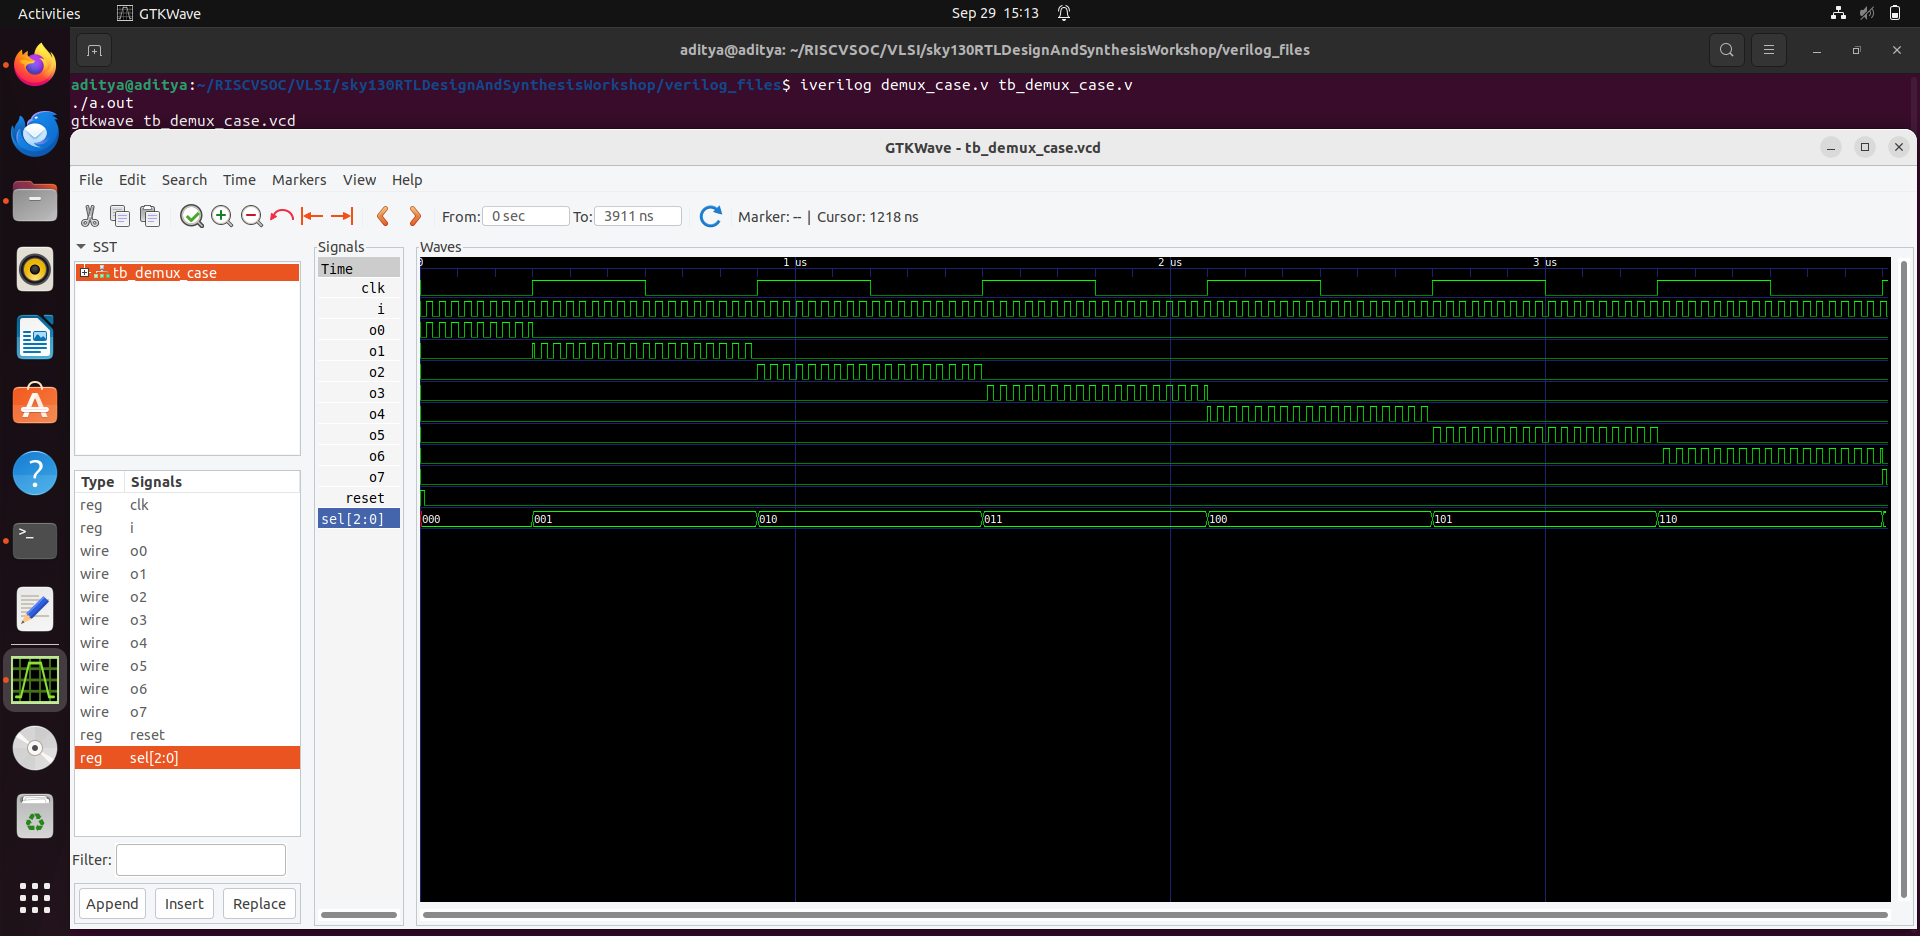 Activities GTKWave Sep 29 15:13
aditya@aditya: ~/RISCVSOC/VLSI/sky130RTLDesignAndSynthesisWorkshop/verilog_files
aditya@aditya:~/RISCVSOC/VLSI/sky130RTLDesignAndSynthesisWorkshop/verilog_files$ iverilog demux_case.v tb_demux_case.v
./a.out
gtkwave tb_demux_case.vcd
GTKWave - tb_demux_case.vcd
File Edit Search Time Markers View Help
From: 0 sec To: 3911 ns Marker: -- | Cursor: 1218 ns
SST
tb_demux_case
Type Signals
reg clk
reg i
wire o0
wire o1
wire o2
wire o3
wire o4
wire o5
wire o6
wire o7
reg reset
reg sel[2:0]
Filter:
Append Insert Replace
Signals
Time
clk
i
o0
o1
o2
o3
o4
o5
o6
o7
reset
sel[2:0]
Waves
0 1 us 2 us 3 us
000 001 010 011 100 101 110